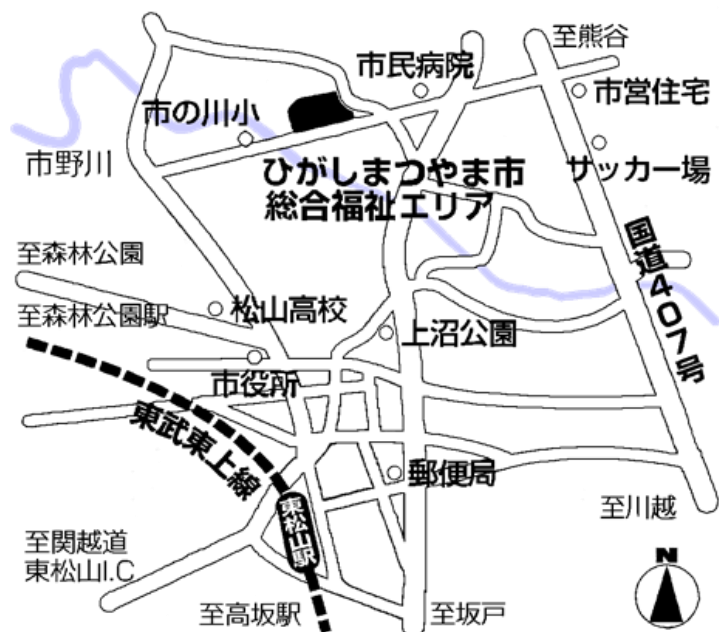 至熊谷
市民病院
市営住宅
市の川小
市野川
サッカー場
ひがしまつやま市
総合福祉エリア
国道407号
至森林公園
至森林公園駅
松山高校
上沼公園
市役所
東武東上線
郵便局
至川越
東松山駅
至関越道
東松山I.C
至高坂駅
至坂戸
N